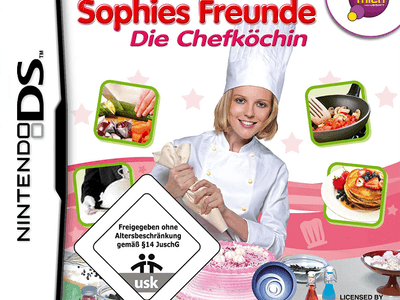 Sophies Freunde
Die Chefköchin
NINTENDO DS
Freigegeben ohne
Altersbeschränkung
gemäß §14 JuSchG
usk
LICENSED BY